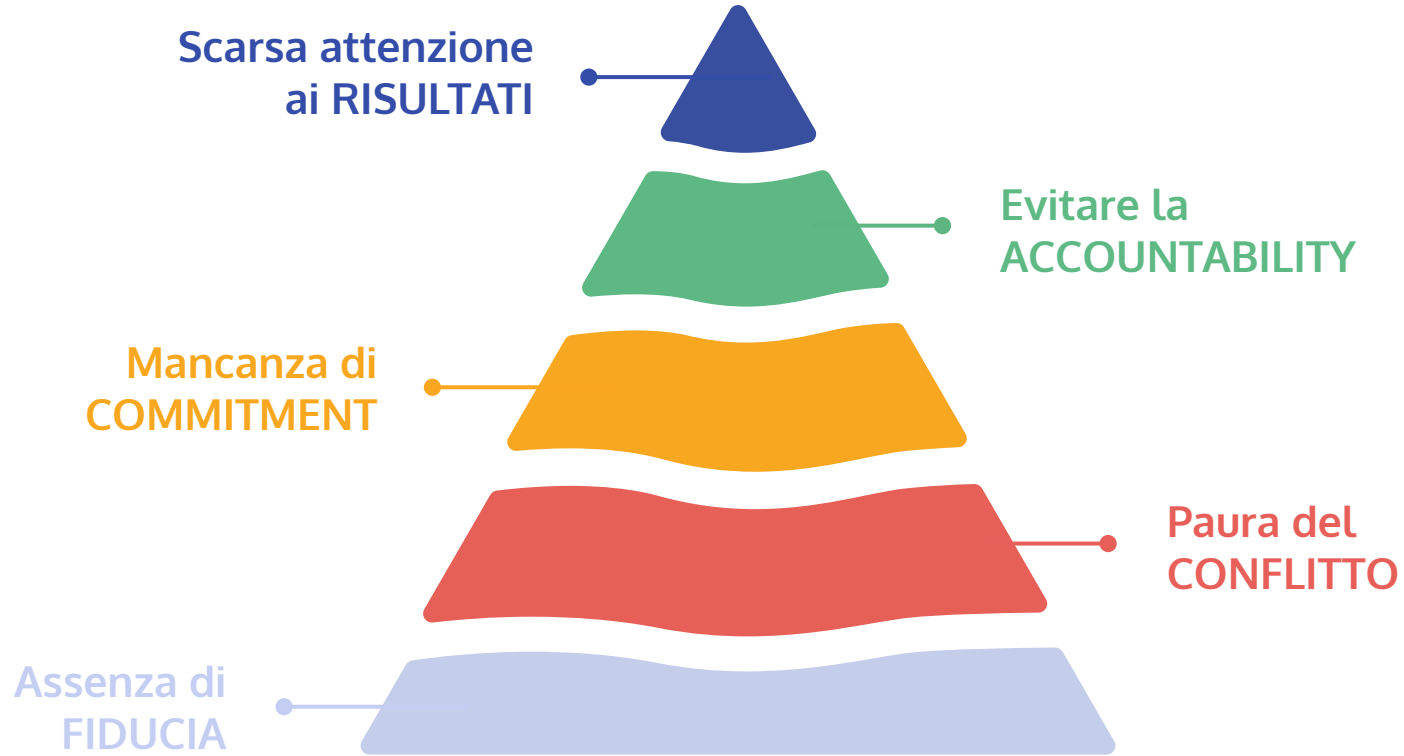 Scarsa attenzione
ai RISULTATI
Evitare la
ACCOUNTABILITY
Mancanza di
COMMITMENT
Paura del
CONFLITTO
Assenza di
FIDUCIA